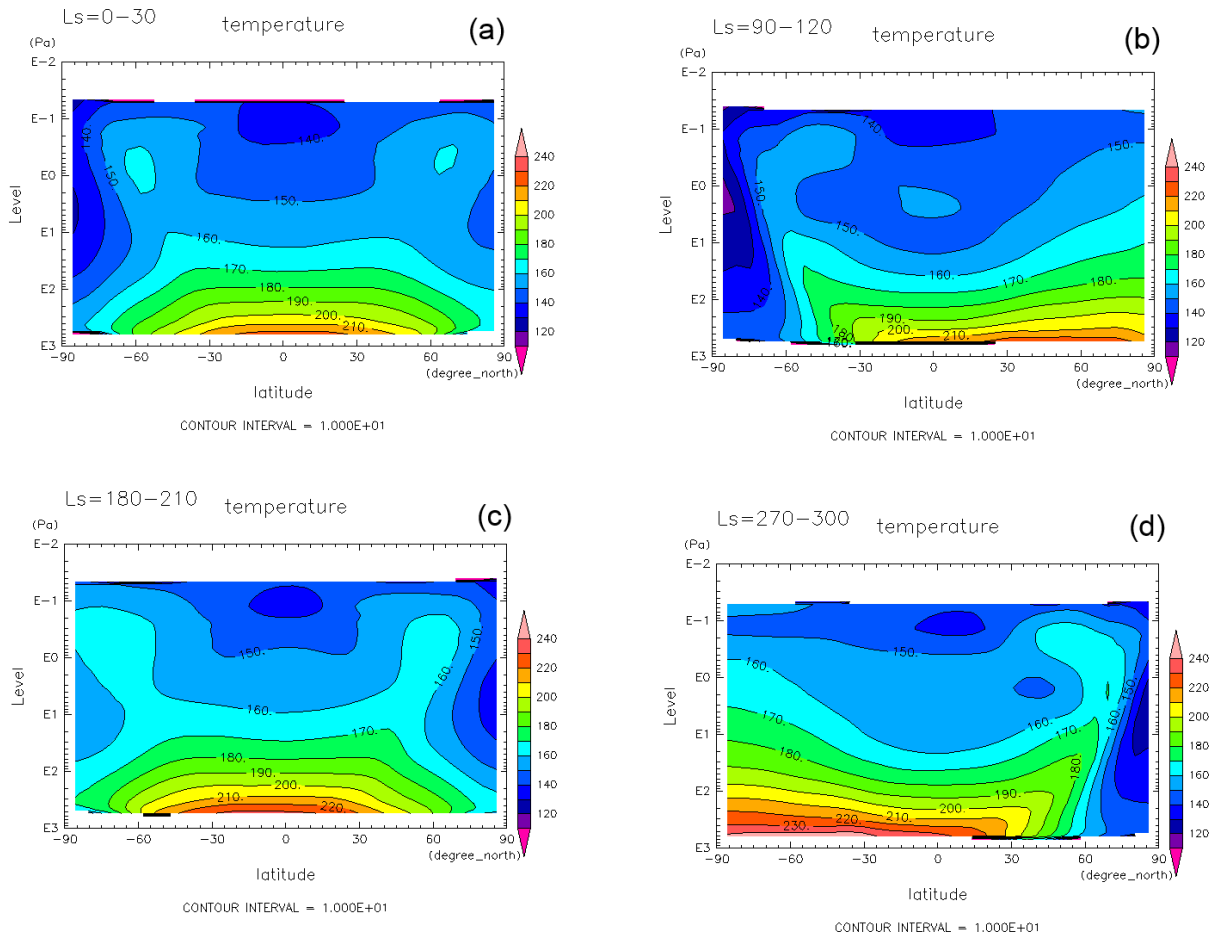 Ls=0−30 temperature (a)
(Pa)
E−2
E−1
E0
E1
E2
E3
Level
140.
150.
150.
160.
170.
180.
190.
200.
210.
−90 −60 −30 0 30 60 90
(degree_north)
latitude
CONTOUR INTERVAL = 1.000E+01
240
220
200
180
160
140
120
Ls=90−120 temperature (b)
(Pa)
E−2
E−1
E0
E1
E2
E3
Level
140.
150.
150.
150.
160.
170.
180.
140.
190.
200.
210.
180.
160.
−90 −60 −30 0 30 60 90
(degree_north)
latitude
CONTOUR INTERVAL = 1.000E+01
240
220
200
180
160
140
120
Ls=180−210 temperature (c)
(Pa)
E−2
E−1
E0
E1
E2
E3
Level
150.
150.
160.
160.
170.
180.
190.
200.
210.
220.
−90 −60 −30 0 30 60 90
(degree_north)
latitude
CONTOUR INTERVAL = 1.000E+01
240
220
200
180
160
140
120
Ls=270−300 temperature (d)
(Pa)
E−2
E−1
E0
E1
E2
E3
Level
150.
160.
150.
160.
160.
170.
170.
180.
180.
190.
200.
210.
220.
230.
−90 −60 −30 0 30 60 90
(degree_north)
latitude
CONTOUR INTERVAL = 1.000E+01
240
220
200
180
160
140
120